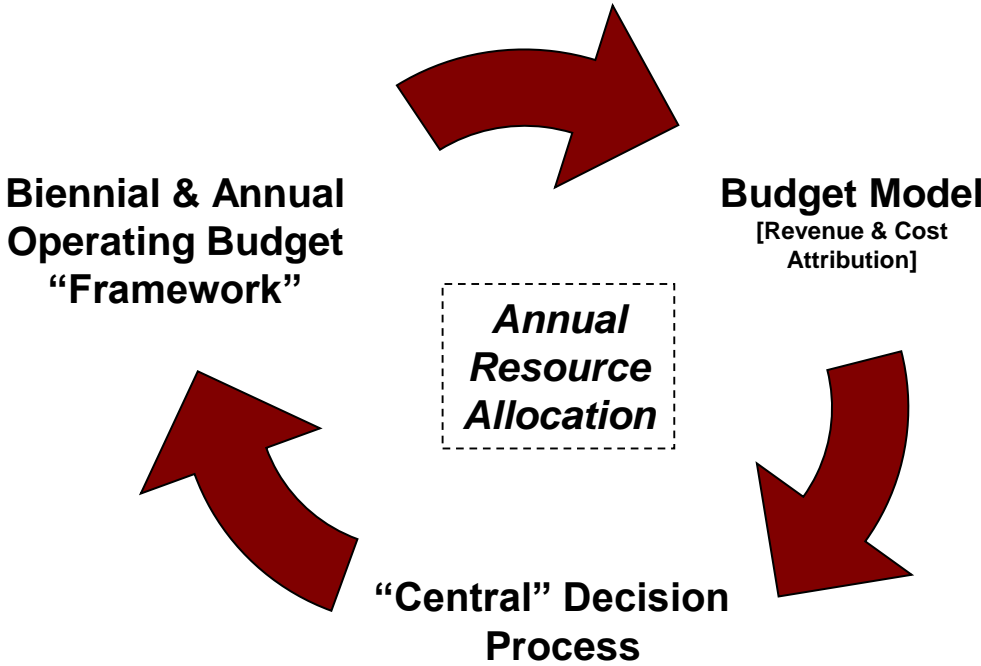 Biennial & Annual
Operating Budget
“Framework”
Budget Model
[Revenue & Cost
Attribution]
Annual
Resource
Allocation
“Central” Decision
Process